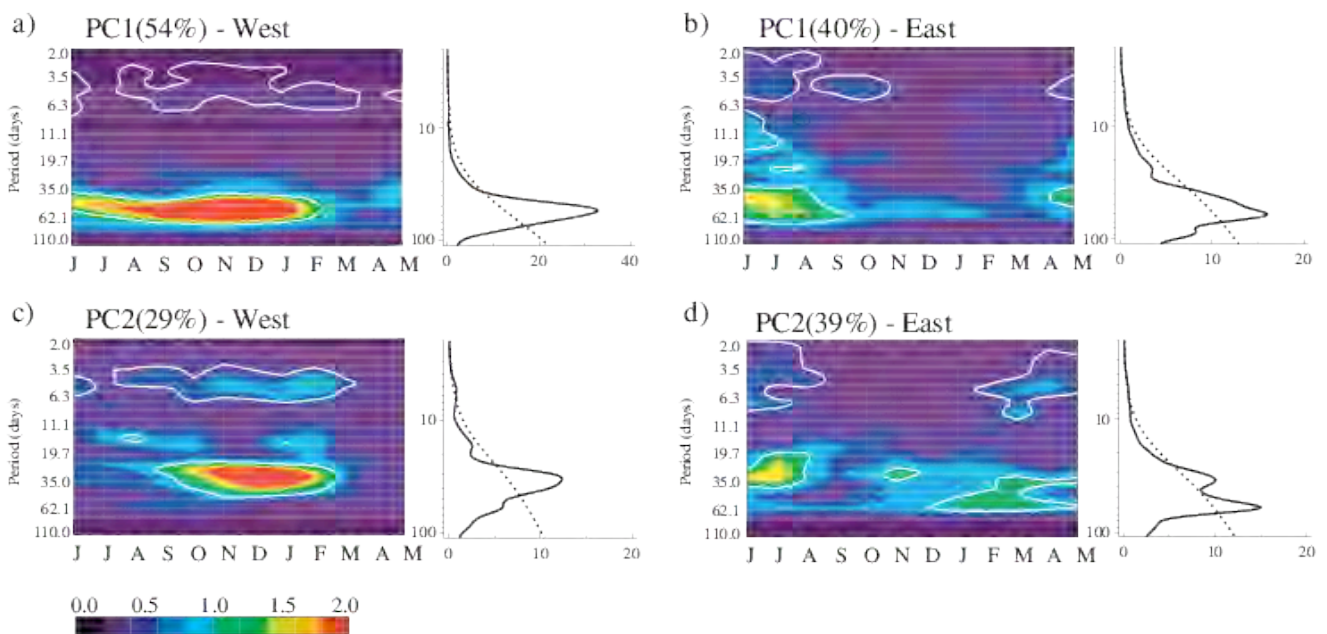 a) PC1(54%) - West
b) PC1(40%) - East
Period (days)
2.0
3.5
6.3
11.1
19.7
35.0
62.1
110.0
J J A S O N D J F M A M
10
100
0 20 40
Period (days)
2.0
3.5
6.3
11.1
19.7
35.0
62.1
110.0
J J A S O N D J F M A M
10
100
0 10 20
c) PC2(29%) - West
d) PC2(39%) - East
Period (days)
2.0
3.5
6.3
11.1
19.7
35.0
62.1
110.0
J J A S O N D J F M A M
10
100
0 10 20
Period (days)
2.0
3.5
6.3
11.1
19.7
35.0
62.1
110.0
J J A S O N D J F M A M
10
100
0 10 20
0.0 0.5 1.0 1.5 2.0